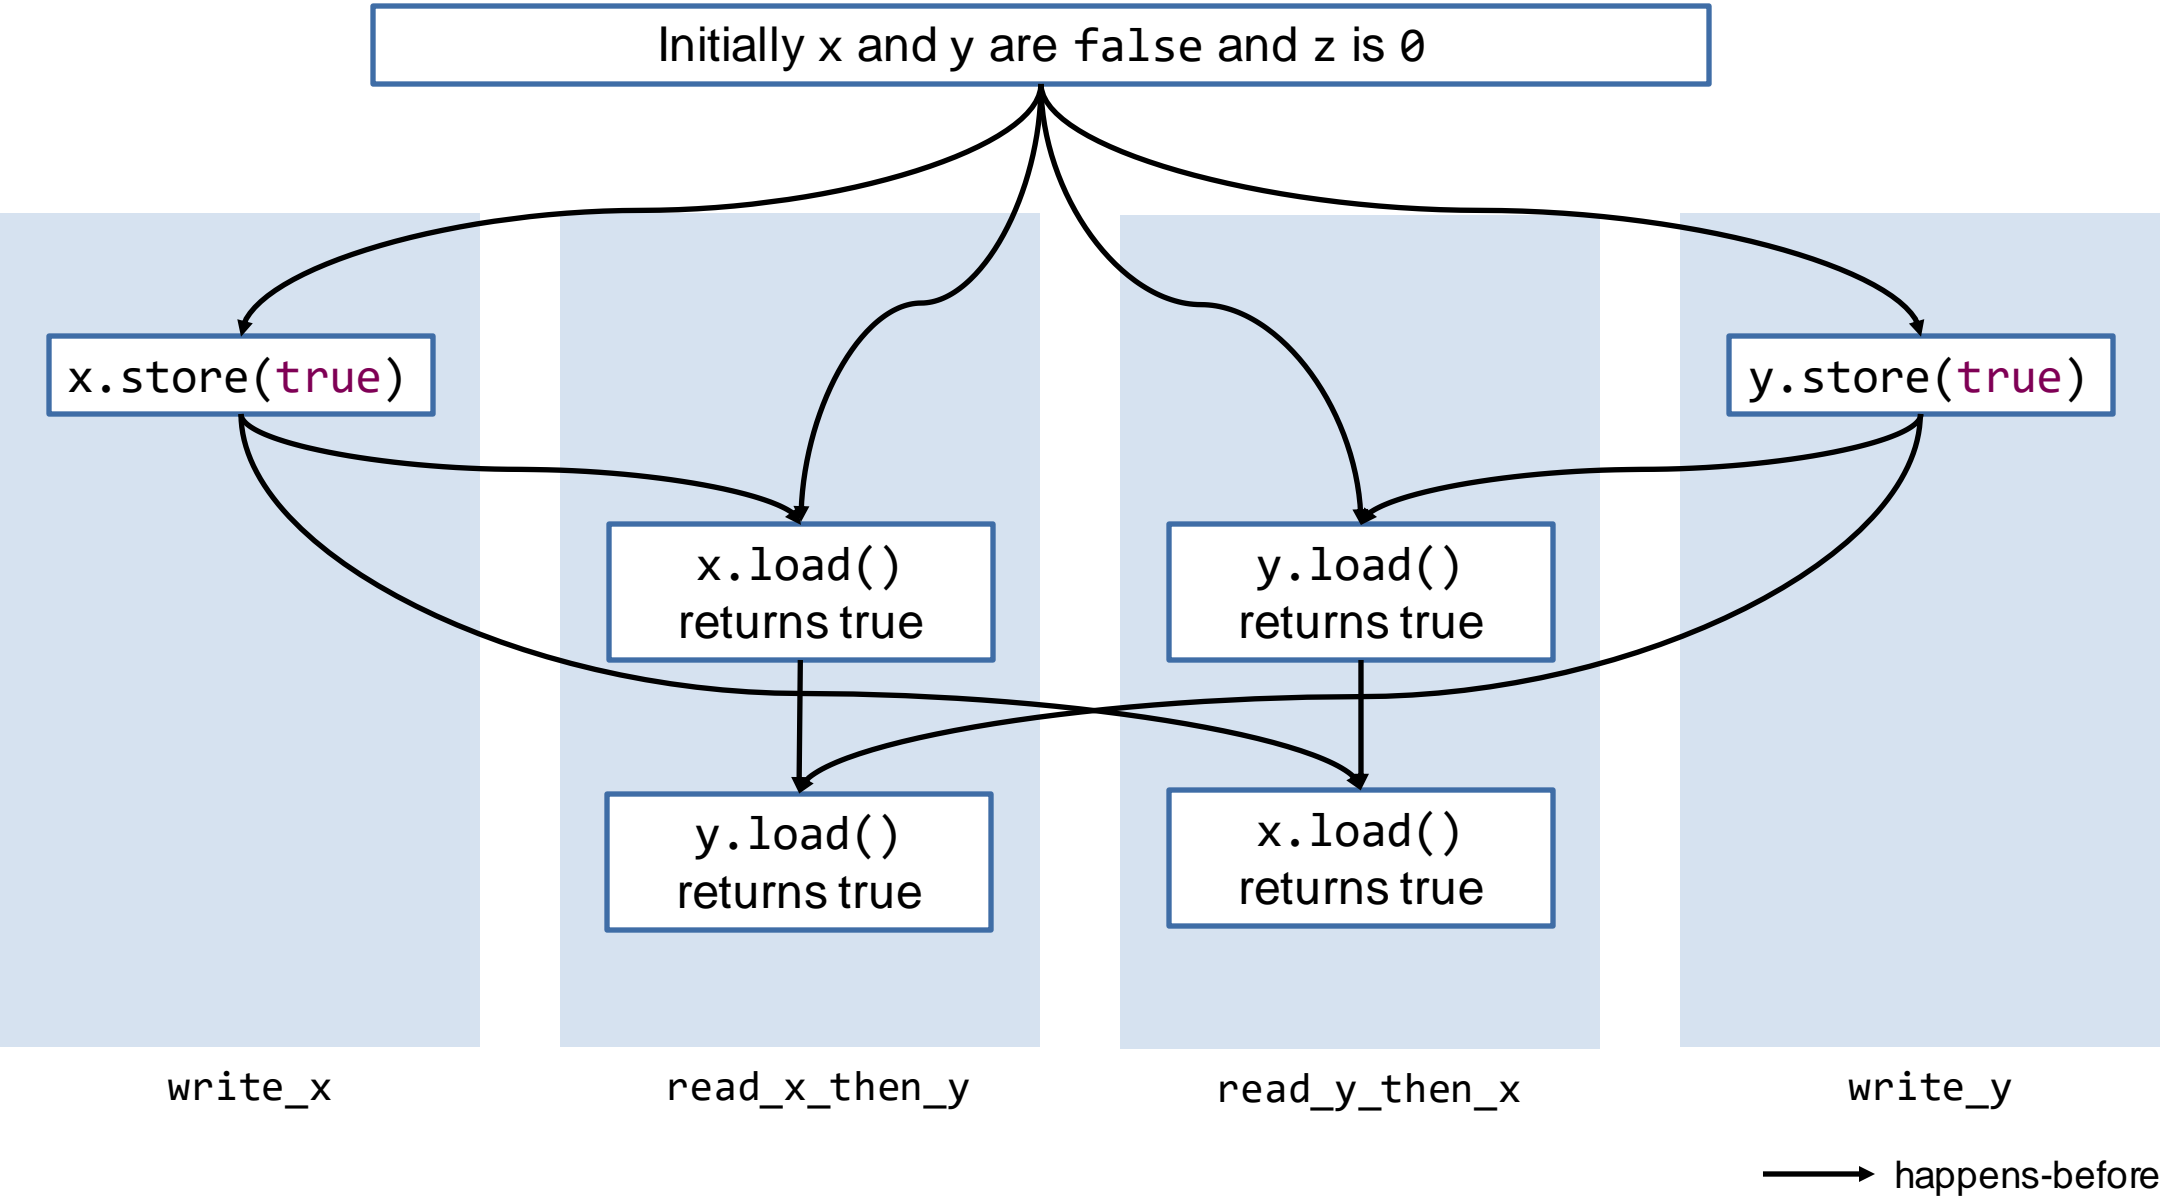 Initially x and y are false and z is 0
x.store(true)
y.store(true)
x.load()
returns true
y.load()
returns true
y.load()
returns true
x.load()
returns true
write_x
read_x_then_y
read_y_then_x
write_y
happens-before